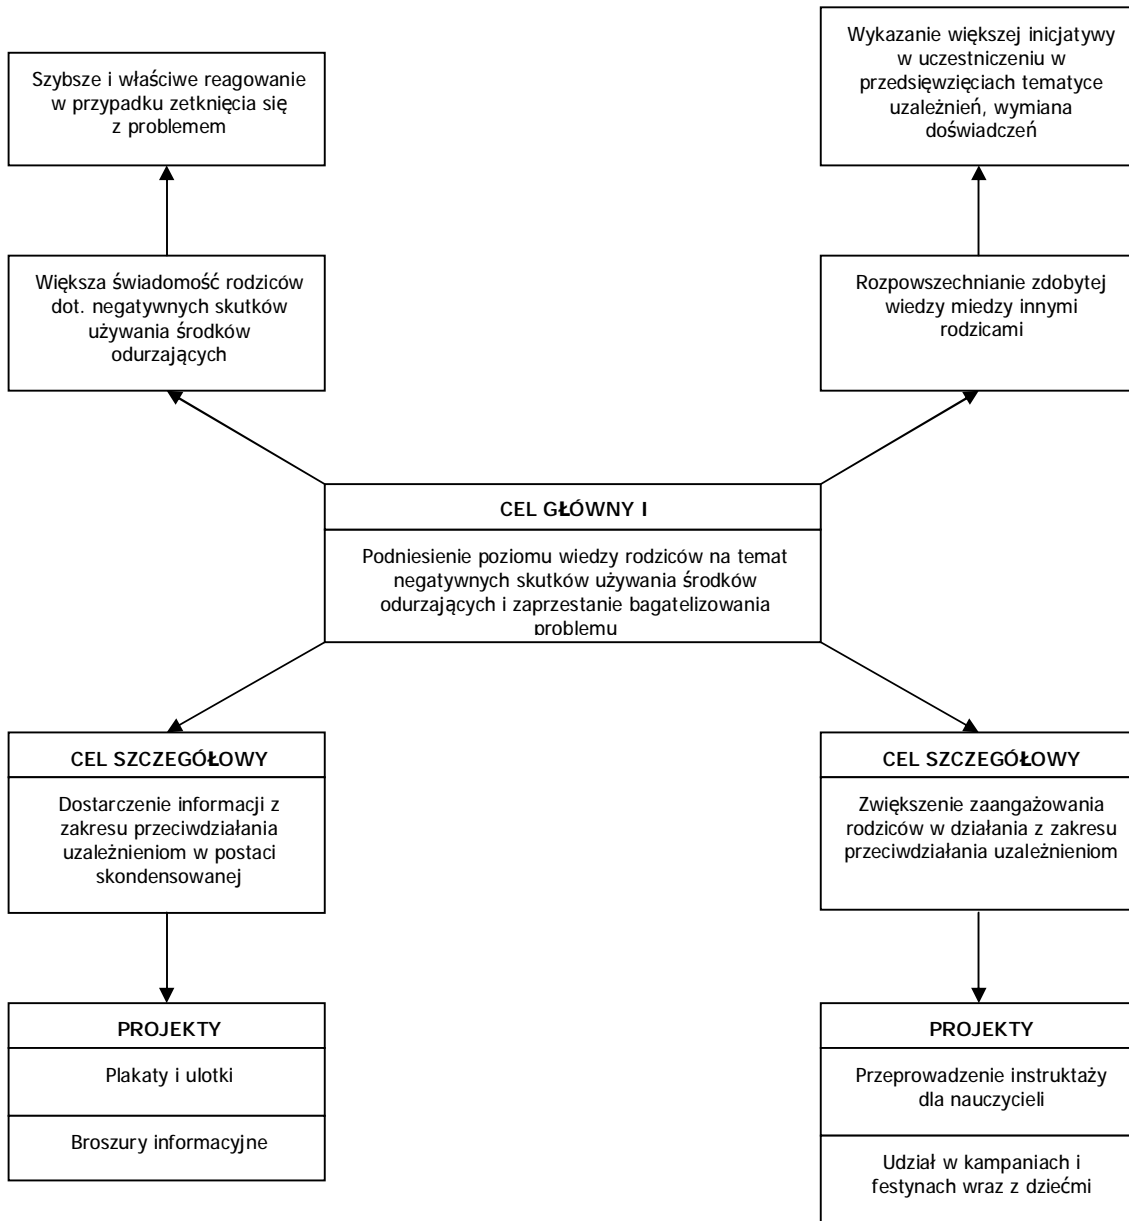 Szybsze i właściwe reagowanie
w przypadku zetknięcia się
z problemem
Wykazanie większej inicjatywy
w uczestniczeniu w
przedsięwzięciach tematyce
uzależnień, wymiana
doświadczeń
Większa świadomość rodziców
dot. negatywnych skutków
używania środków
odurzających
Rozpowszechnianie zdobytej
wiedzy miedzy innymi
rodzicami
CEL GŁÓWNY I
Podniesienie poziomu wiedzy rodziców na temat
negatywnych skutków używania środków
odurzających i zaprzestanie bagatelizowania
problemu
CEL SZCZEGÓŁOWY
Dostarczenie informacji z
zakresu przeciwdziałania
uzależnieniom w postaci
skondensowanej
CEL SZCZEGÓŁOWY
Zwiększenie zaangażowania
rodziców w działania z zakresu
przeciwdziałania uzależnieniom
PROJEKTY
Plakaty i ulotki
Broszury informacyjne
PROJEKTY
Przeprowadzenie instruktaży
dla nauczycieli
Udział w kampaniach i
festynach wraz z dziećmi